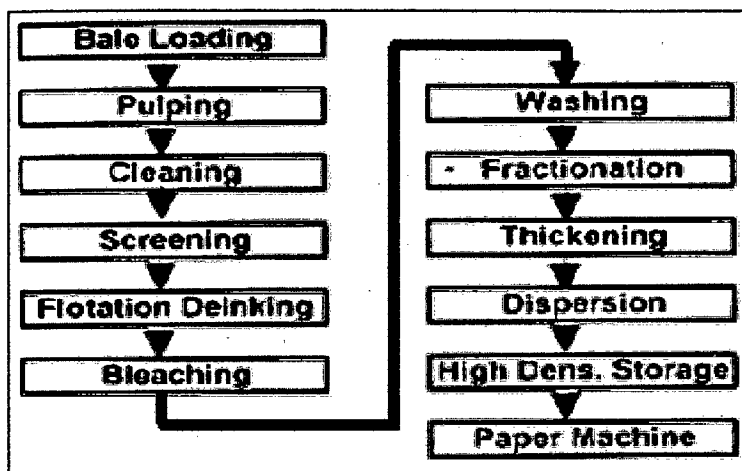 Bale Loading
Pulping
Cleaning
Screening
Flotation Deinking
Bleaching
Washing
Fractionation
Thickening
Dispersion
High Dens. Storage
Paper Machine